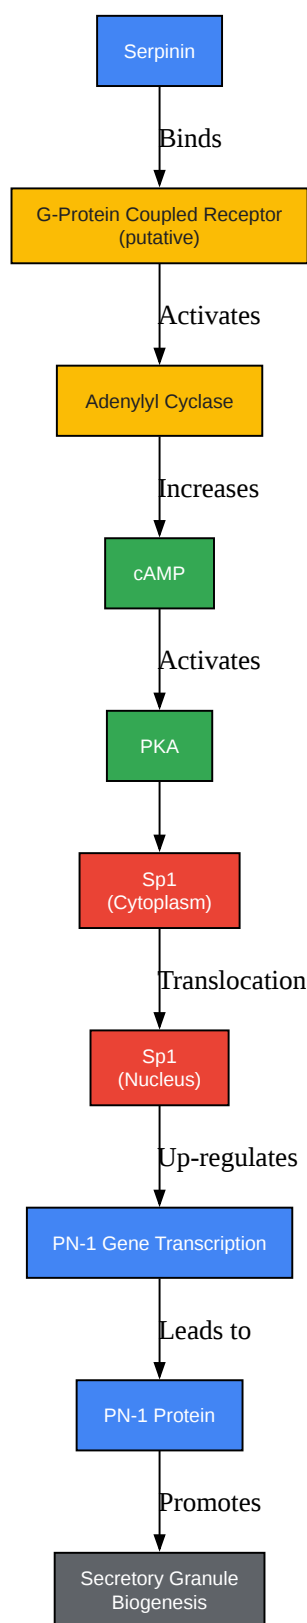 Serpinin
Binds
G-Protein Coupled Receptor
(putative)
Activates
Adenylyl Cyclase
Increases
cAMP
Activates
PKA
Sp1
(Cytoplasm)
Translocation
Sp1
(Nucleus)
Up-regulates
PN-1 Gene Transcription
Leads to
PN-1 Protein
Promotes
Secretory Granule
Biogenesis